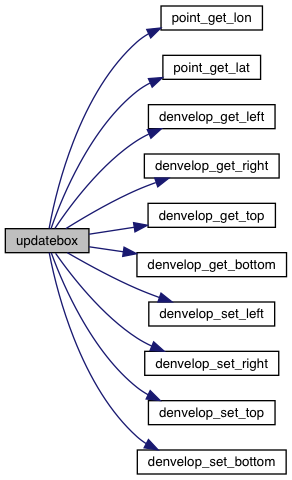 point_get_lon
point_get_lat
denvelop_get_left
denvelop_get_right
updatebox
denvelop_get_top
denvelop_get_bottom
denvelop_set_left
denvelop_set_right
denvelop_set_top
denvelop_set_bottom